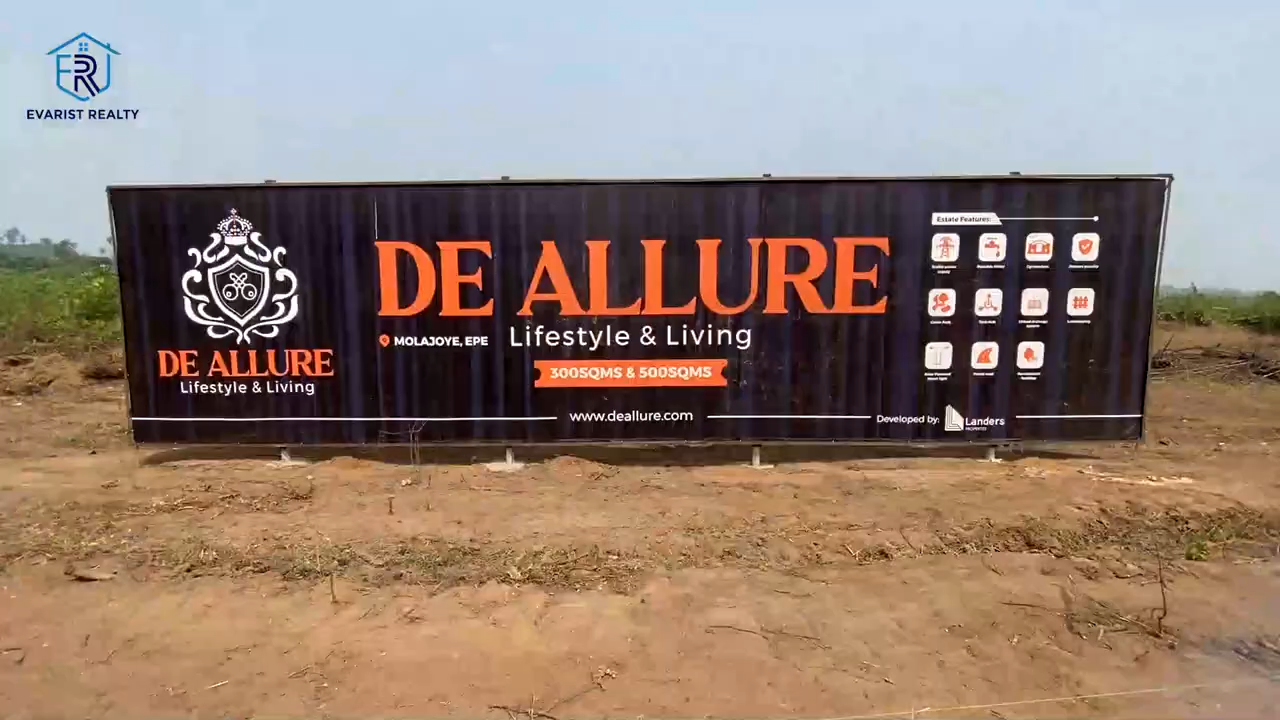 EVARIST REALTY
DE ALLURE
Lifestyle & Living
DE ALLURE
MOLAJOYE, EPE
Lifestyle & Living
300SQMS & 500SQMS
www.deallure.com
Estate Features:
Developed by:
Landers
PROPERTIES